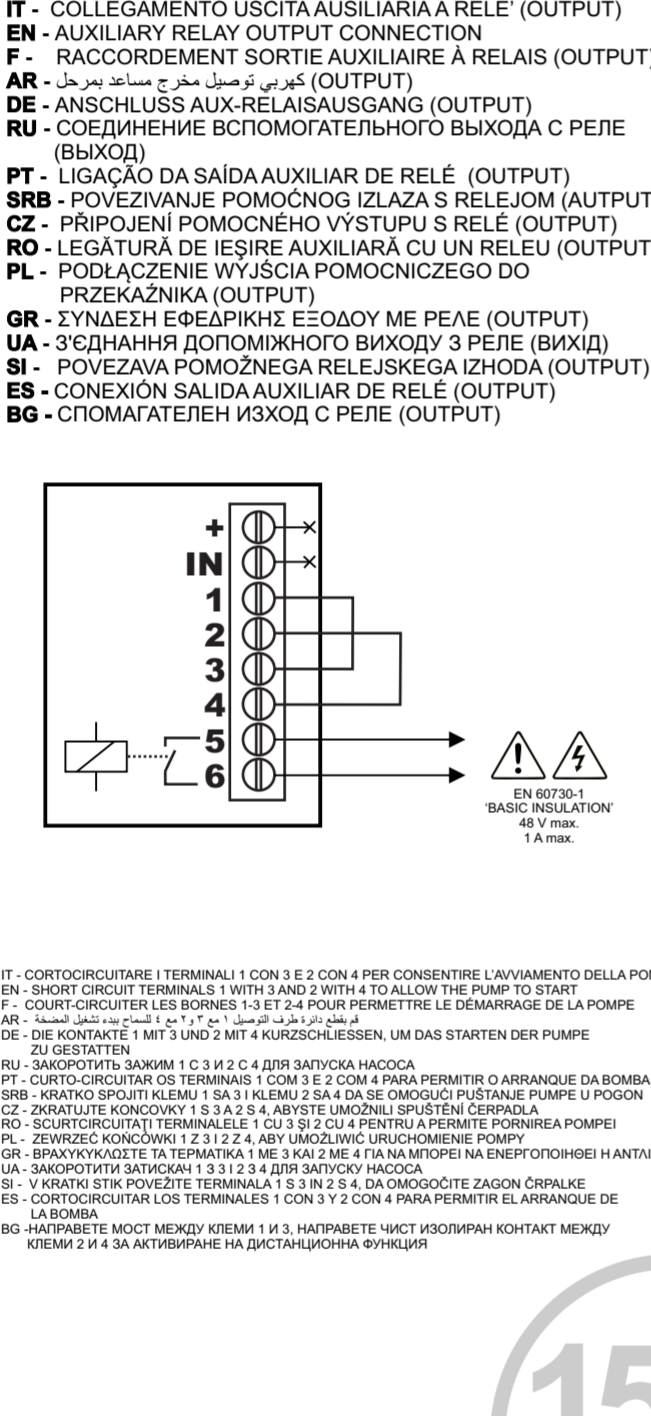 IT - COLLEGAMENTO USCITA AUSILIARIA A RELE' (OUTPUT)
EN - AUXILIARY RELAY OUTPUT CONNECTION
F - RACCORDEMENT SORTIE AUXILIAIRE À RELAIS (OUTPUT)
AR - كهربي توصيل مخرج مساعد بمرحل (OUTPUT)
DE - ANSCHLUSS AUX-RELAISAUSGANG (OUTPUT)
RU - СОЕДИНЕНИЕ ВСПОМОГАТЕЛЬНОГО ВЫХОДА С РЕЛЕ
(ВЫХОД)
PT - LIGAÇÃO DA SAÍDA AUXILIAR DE RELÉ (OUTPUT)
SRB - POVEZIVANJE POMOĆNOG IZLAZA S RELEJOM (AUTPUT
CZ - PŘIPOJENÍ POMOCNÉHO VÝSTUPU S RELÉ (OUTPUT)
RO - LEGĂTURĂ DE IEŞIRE AUXILIARĂ CU UN RELEU (OUTPUT
PL - PODŁĄCZENIE WYJŚCIA POMOCNICZEGO DO
PRZEKAŹNIKA (OUTPUT)
GR - ΣΥΝΔΕΣΗ ΕΦΕΔΡΙΚΗΣ ΕΞΟΔΟΥ ΜΕ ΡΕΛΕ (OUTPUT)
UA - З'ЄДНАННЯ ДОПОМІЖНОГО ВИХОДУ З РЕЛЕ (ВИХІД)
SI - POVEZAVA POMOŽNEGA RELEJSKEGA IZHODA (OUTPUT)
ES - CONEXIÓN SALIDA AUXILIAR DE RELÉ (OUTPUT)
BG - СПОМАГАТЕЛЕН ИЗХОД С РЕЛЕ (OUTPUT)
+
IN
1
2
3
4
5
6
EN 60730-1
'BASIC INSULATION'
48 V max.
1 A max.
IT - CORTOCIRCUITARE I TERMINALI 1 CON 3 E 2 CON 4 PER CONSENTIRE L'AVVIAMENTO DELLA
EN - SHORT CIRCUIT TERMINALS 1 WITH 3 AND 2 WITH 4 TO ALLOW THE PUMP TO START
F - COURT-CIRCUITER LES BORNES 1-3 ET 2-4 POUR PERMETTRE LE DÉMARRAGE DE LA POMPE
AR - قم بقطع دائرة طرف التوصيل ١ مع ٣ و ٢ مع ٤ للسماح ببدء تشغيل المضخة
DE - DIE KONTAKTE 1 MIT 3 UND 2 MIT 4 KURZSCHLIESSEN, UM DAS STARTEN DER PUMPE
ZU GESTATTEN
RU - ЗАКОРОТИТЬ ЗАЖИМ 1 С 3 И 2 С 4 ДЛЯ ЗАПУСКА НАСОСА
PT - CURTO-CIRCUITAR OS TERMINAIS 1 COM 3 E 2 COM 4 PARA PERMITIR O ARRANQUE DA BOMBA
SRB - KRATKO SPOJITI KLEMU 1 SA 3 I KLEMU 2 SA 4 DA SE OMOGUĆI PUŠTANJE PUMPE U POGON
CZ - ZKRATUJTE KONCOVKY 1 S 3 A 2 S 4, ABYSTE UMOŽNILI SPUŠTĚNÍ ČERPADLA
RO - SCURTCIRCUITAŢI TERMINALELE 1 CU 3 ŞI 2 CU 4 PENTRU A PERMITE PORNIREA POMPEI
PL - ZEWRZEĆ KOŃCÓWKI 1 Z 3 I 2 Z 4, ABY UMOŻLIWIĆ URUCHOMIENIE POMPY
GR - ΒΡΑΧΥΚΥΚΛΩΣΤΕ ΤΑ ΤΕΡΜΑΤΙΚΑ 1 ΜΕ 3 ΚΑΙ 2 ΜΕ 4 ΓΙΑ ΝΑ ΜΠΟΡΕΙ ΝΑ ΕΝΕΡΓΟΠΟΙΗΘΕΙ Η ΑΝΤΛΙ
UA - ЗАКОРОТИТИ ЗАТИСКАЧ 1 З 3 І 2 З 4 ДЛЯ ЗАПУСКУ НАСОСА
SI - V KRATKI STIK POVEŽITE TERMINALA 1 S 3 IN 2 S 4, DA OMOGOČITE ZAGON ČRPALKE
ES - CORTOCIRCUITAR LOS TERMINALES 1 CON 3 Y 2 CON 4 PARA PERMITIR EL ARRANQUE DE
LA BOMBA
BG -НАПРАВЕТЕ МОСТ МЕЖДУ КЛЕМИ 1 И 3, НАПРАВЕТЕ ЧИСТ ИЗОЛИРАН КОНТАКТ МЕЖДУ
КЛЕМИ 2 И 4 ЗА АКТИВИРАНЕ НА ДИСТАНЦИОННА ФУНКЦИЯ
15